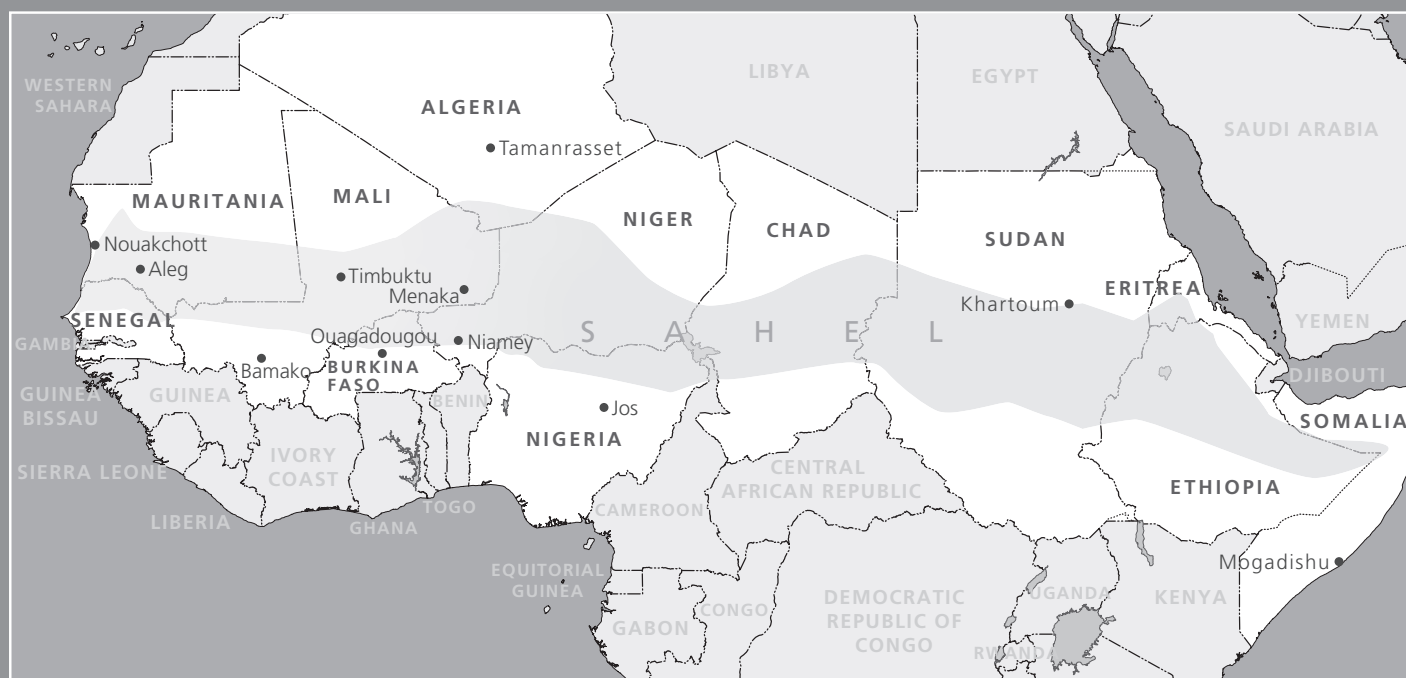 LIBYA
EGYPT
WESTERN
SAHARA
ALGERIA
SAUDI ARABIA
Tamanrasset
MAURITANIA
MALI
NIGER
CHAD
SUDAN
Nouakchott
Aleg
Timbuktu
Menaka
ERITREA
Khartoum
SENEGAL
SAHEL
YEMEN
GAMBIA
Ouagadougou
Niamey
Bamako
BURKINA
FASO
DJIBOUTI
GUINEA
BISSAU
GUINEA
BENIN
Jos
SOMALIA
NIGERIA
IVORY
COAST
SIERRA LEONE
CENTRAL
AFRICAN REPUBLIC
ETHIOPIA
LIBERIA
GHANA
TOGO
CAMEROON
Mogadishu
EQUITORIAL
GUINEA
UGANDA
KENYA
DEMOCRATIC
REPUBLIC OF
CONGO
CONGO
GABON
RWANDA